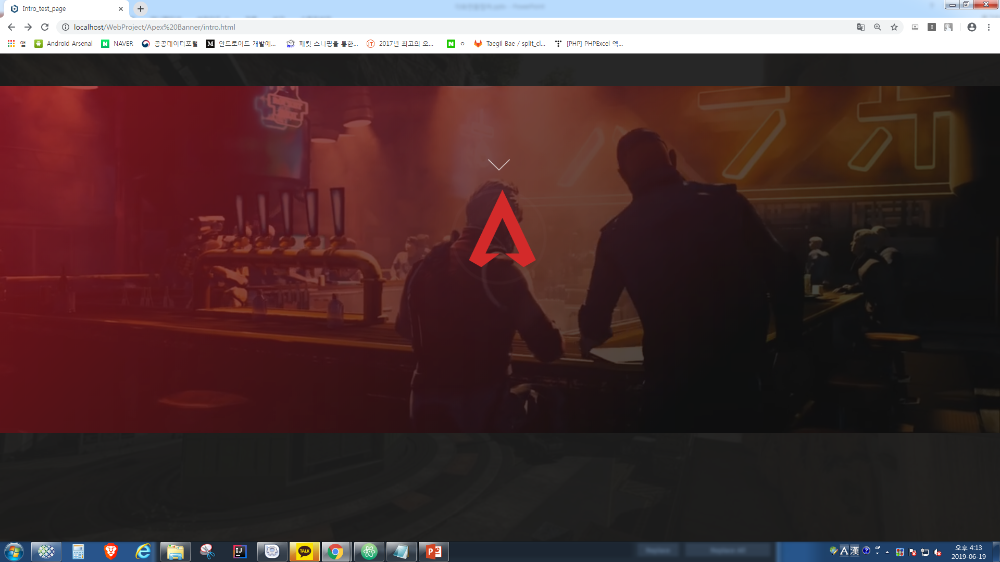 Intro_test_page
localhost/WebProject/Apex%20Banner/intro.html
앱 Android Arsenal NAVER 공공데이터포털 안드로이드 개발에... 패킷 스니핑을 통한... 2017년 최고의 오... ㅇ Taegil Bae / split_cl... [PHP] PHPExcel 엑...
TALK
A 漢
오후 4:13
2019-06-19